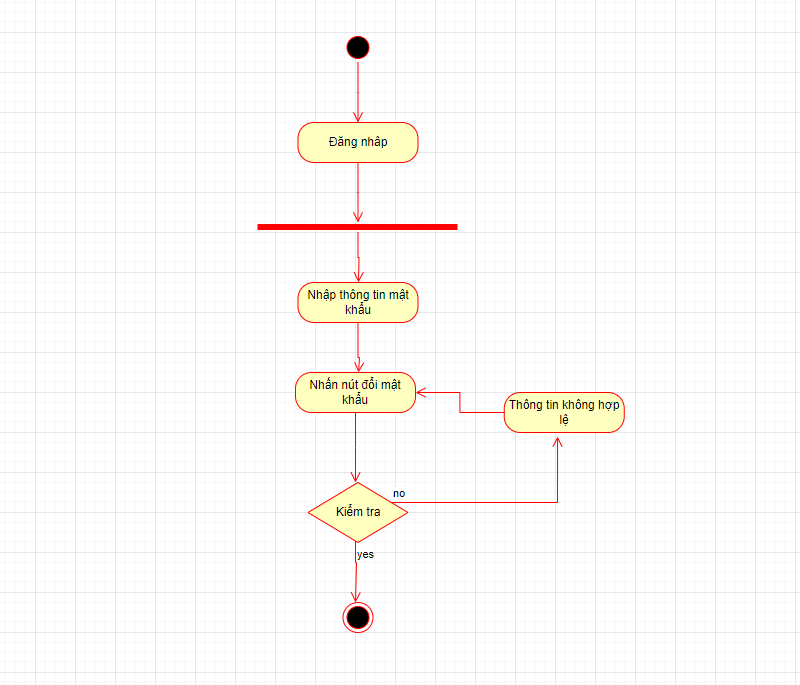 Đăng nhâp
Nhập thông tin mật
khẩu
Nhấn nút đổi mật
khẩu
Thông tin không hợp
lệ
no
Kiểm tra
yes